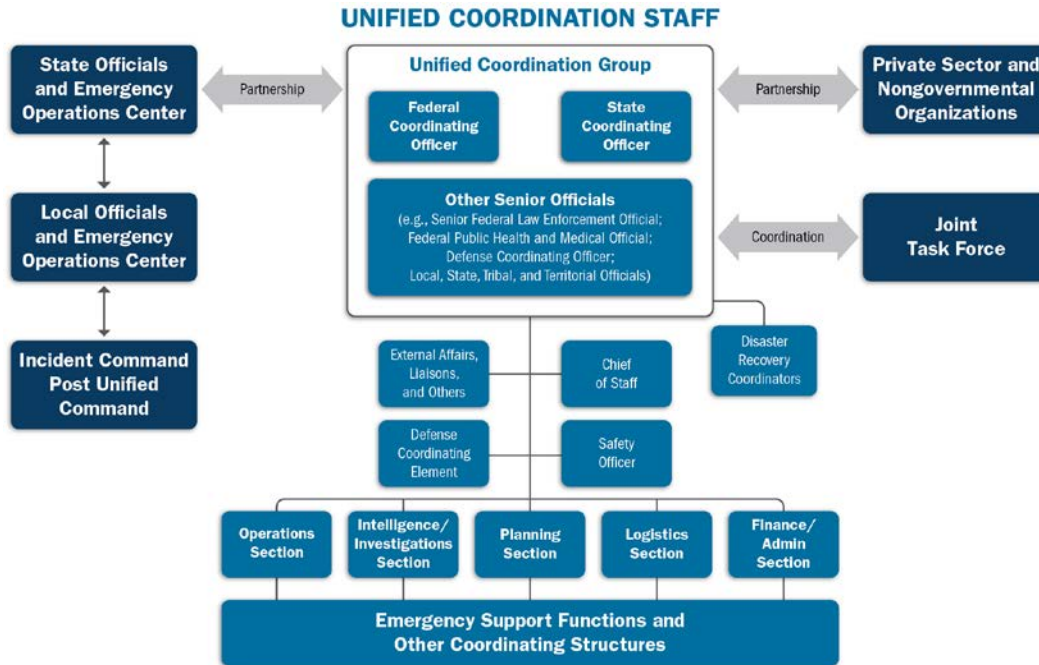 UNIFIED COORDINATION STAFF
State Officials
and Emergency
Operations Center
Partnership
Unified Coordination Group
Federal
Coordinating
Officer
State
Coordinating
Officer
Partnership
Private Sector and
Nongovernmental
Organizations
Local Officials
and Emergency
Operations Center
Other Senior Officials
(e.g., Senior Federal Law Enforcement Official;
Federal Public Health and Medical Official;
Defense Coordinating Officer;
Local, State, Tribal, and Territorial Officials)
Coordination
Joint
Task Force
Incident Command
Post Unified
Command
External Affairs,
Liaisons,
and Others
Chief
of Staff
Disaster
Recovery
Coordinators
Defense
Coordinating
Element
Safety
Officer
Operations
Section
Intelligence/
Investigations
Section
Planning
Section
Logistics
Section
Finance/
Admin
Section
Emergency Support Functions and
Other Coordinating Structures